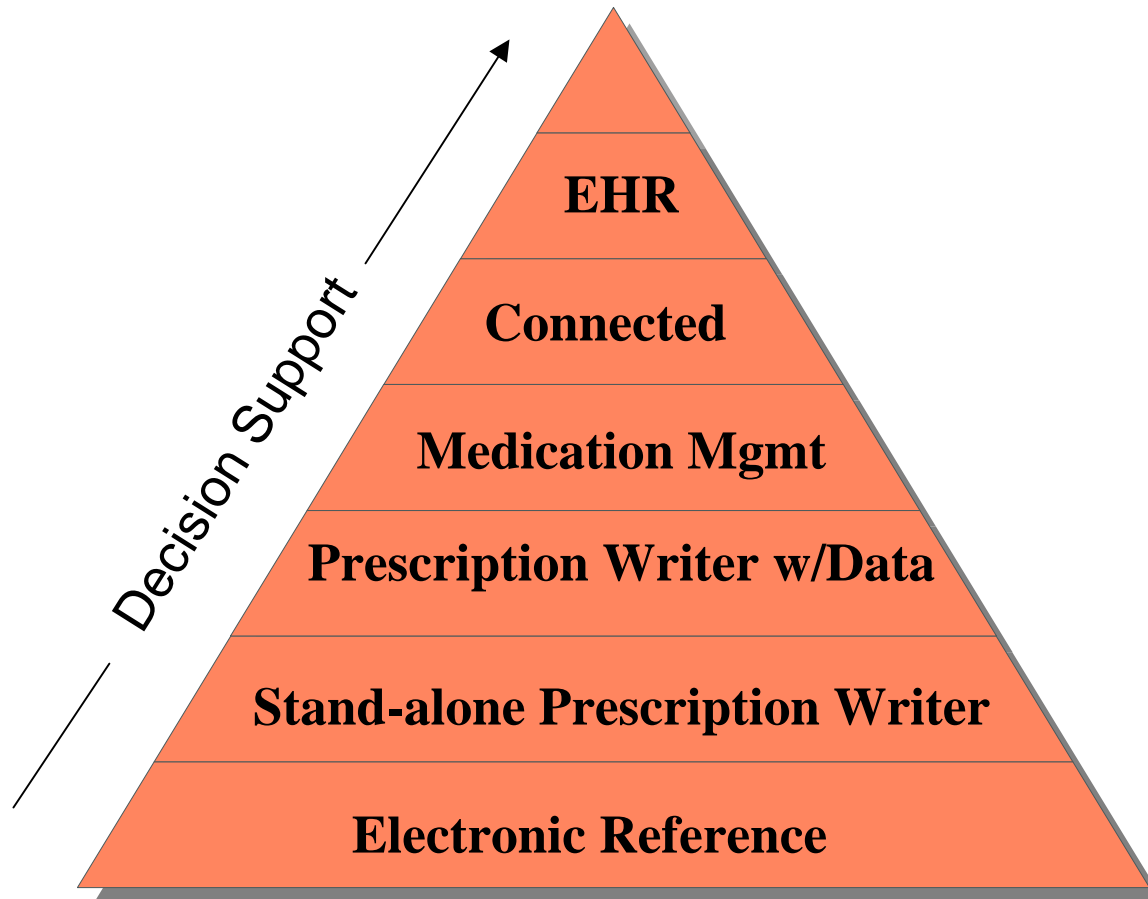 EHR
Connected
Medication Mgmt
Prescription Writer w/Data
Stand-alone Prescription Writer
Electronic Reference
Decision Support